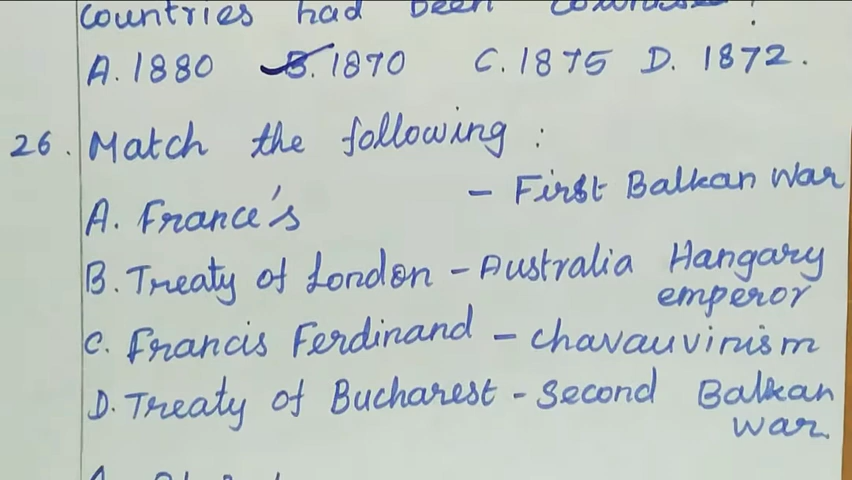 countries had been
A. 1880 B. 1870 C. 1875 D. 1872.
26. Match the following :
A. France's - First Balkan War
B. Treaty of London - Australia Hangary
emperor
C. Francis Ferdinand - chavauvinism
D. Treaty of Bucharest - Second Balkan
war.